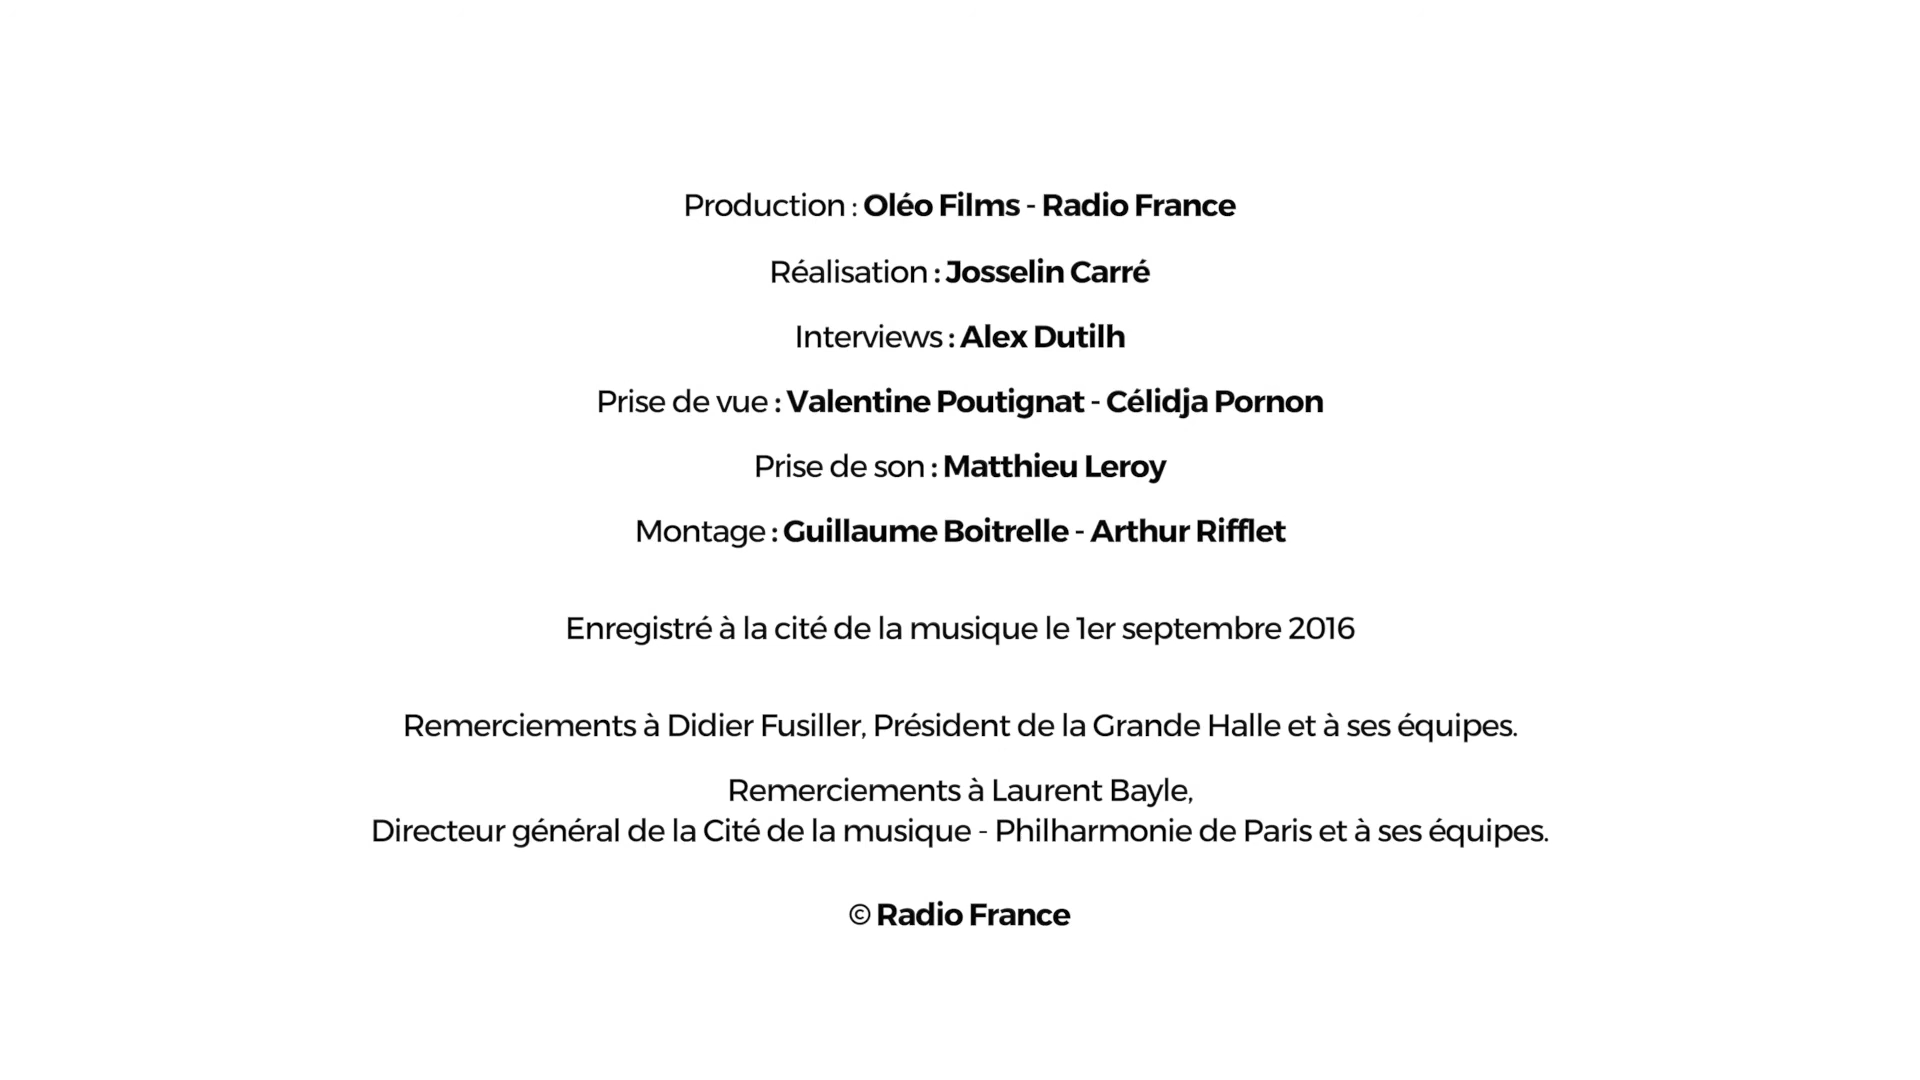 Production : Oléo Films - Radio France
Réalisation : Josselin Carré
Interviews : Alex Dutilh
Prise de vue : Valentine Poutignat - Célidja Pornon
Prise de son : Matthieu Leroy
Montage : Guillaume Boitrelle - Arthur Rifflet
Enregistré à la cité de la musique le 1er septembre 2016
Remerciements à Didier Fusiller, Président de la Grande Halle et à ses équipes.
Remerciements à Laurent Bayle,
Directeur général de la Cité de la musique - Philharmonie de Paris et à ses équipes.
© Radio France